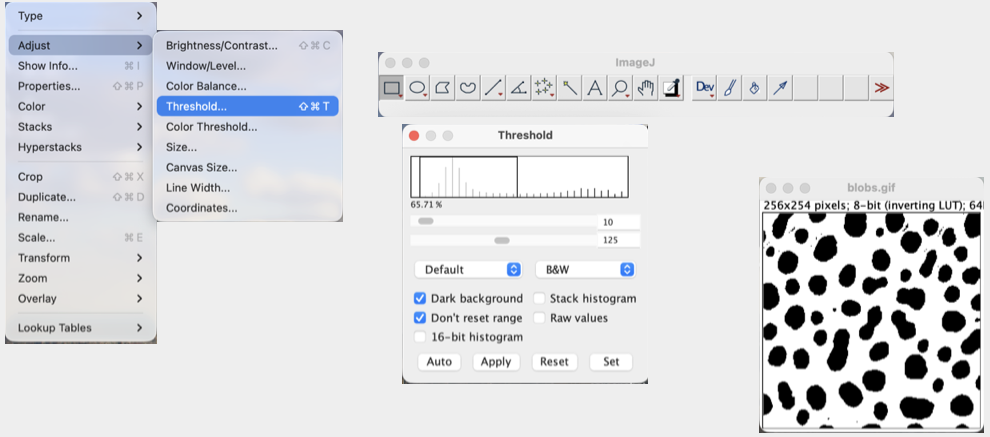 Type
Adjust
Show Info... ⌘ I
Properties... ⇧ ⌘ P
Color
Stacks
Hyperstacks
Crop ⇧ ⌘ X
Duplicate... ⇧ ⌘ D
Rename...
Scale... ⌘ E
Transform
Zoom
Overlay
Lookup Tables
Brightness/Contrast... ⇧ ⌘ C
Window/Level...
Color Balance...
Threshold... ⇧ ⌘ T
Color Threshold...
Size...
Canvas Size...
Line Width...
Coordinates...
ImageJ
A Dev
Threshold
65.71 %
10
125
Default B&W
Dark background Stack histogram
Don't reset range Raw values
16-bit histogram
Auto Apply Reset Set
blobs.gif
256x254 pixels; 8-bit (inverting LUT); 64